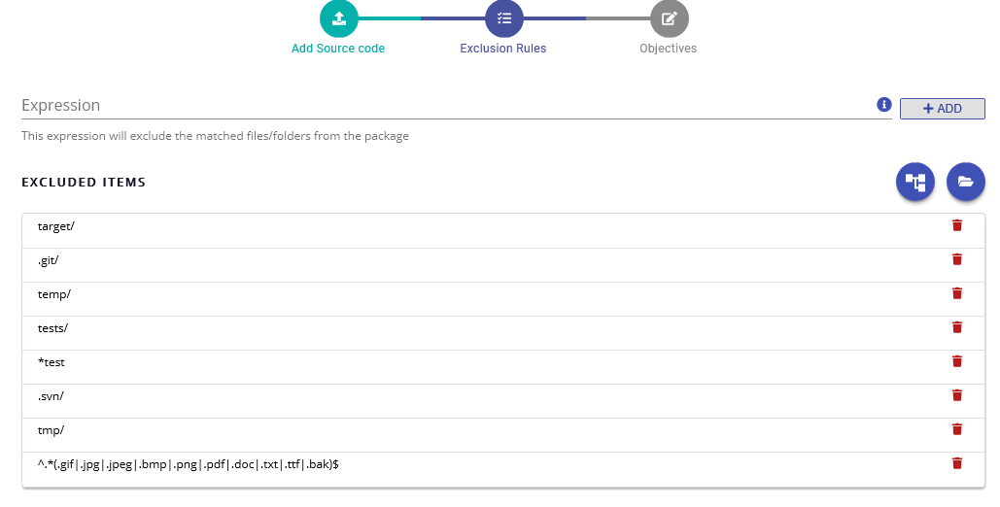 Add Source code
Exclusion Rules
Objectives
Expression
ADD
This expression will exclude the matched files/folders from the package
EXCLUDED ITEMS
target/
.git/
temp/
tests/
*test
.svn/
tmp/
^.*(.gif|.jpg|.jpeg|.bmp|.png|.pdf|.doc|.txt|.ttf|.bak)$